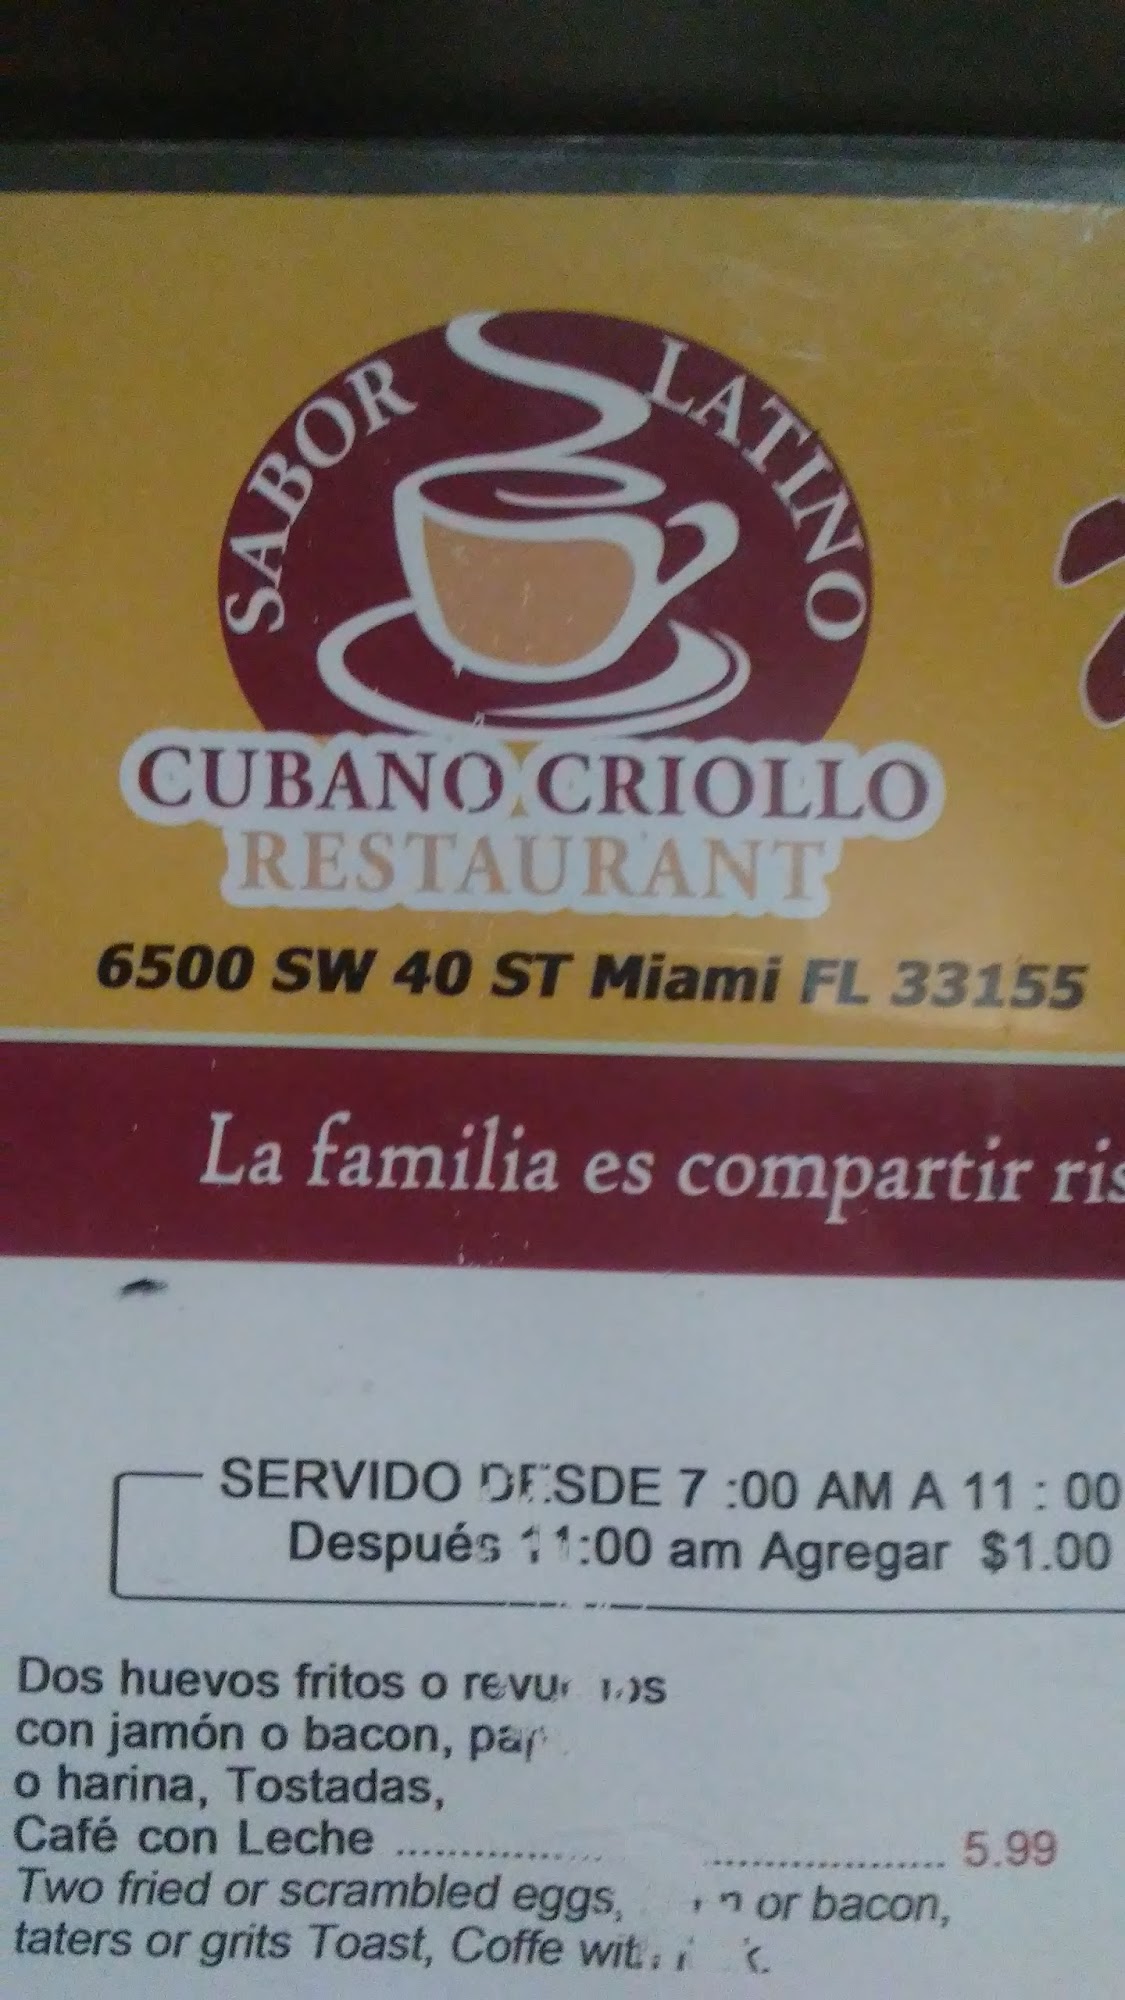 SABOR LATINO
CUBANO CRIOLLO
RESTAURANT
6500 SW 40 ST Miami FL 33155
La familia es compartir
SERVIDO DESDE 7 :00 AM A 11 : 00
Después 11:00 am Agregar $1.00
Dos huevos fritos o
con jamón o bacon,
o harina, Tostadas,
Café con Leche ........................................ 5.99
Two fried or scrambled eggs, or bacon,
taters or grits Toast, Coffe